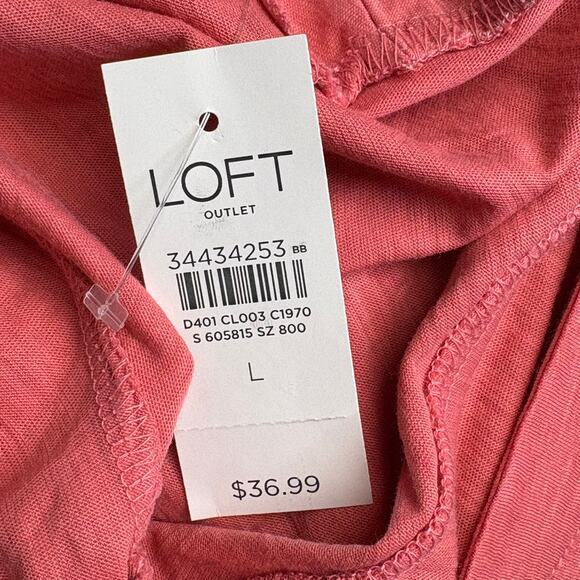 LOFT
OUTLET
34434253 BB
D401 CL003 C1970
S 605815 SZ 800
L
$36.99